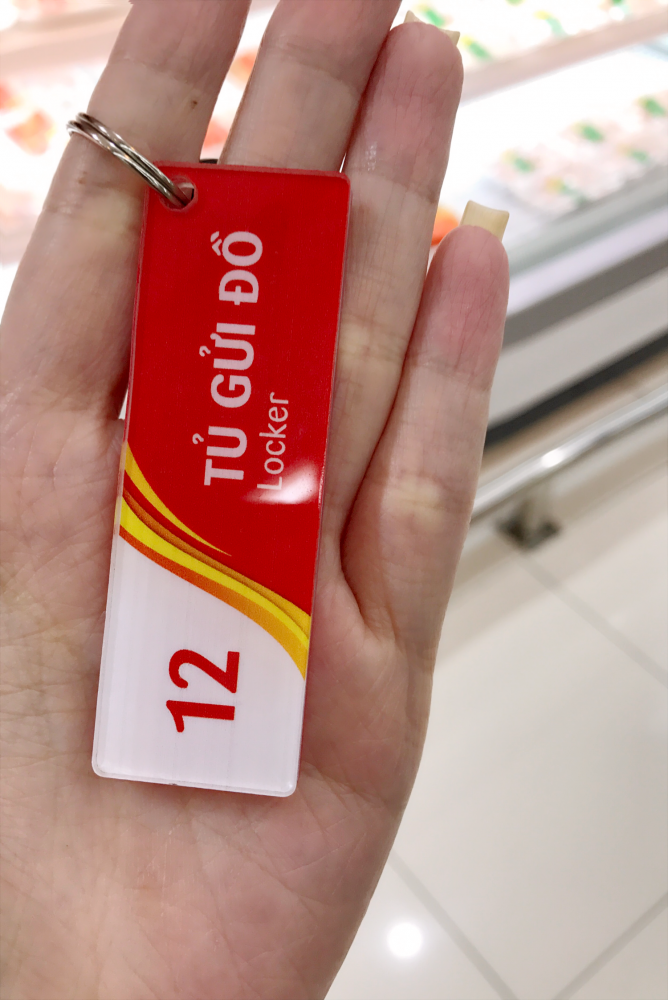 TỦ GỬI ĐỒ
Locker
12